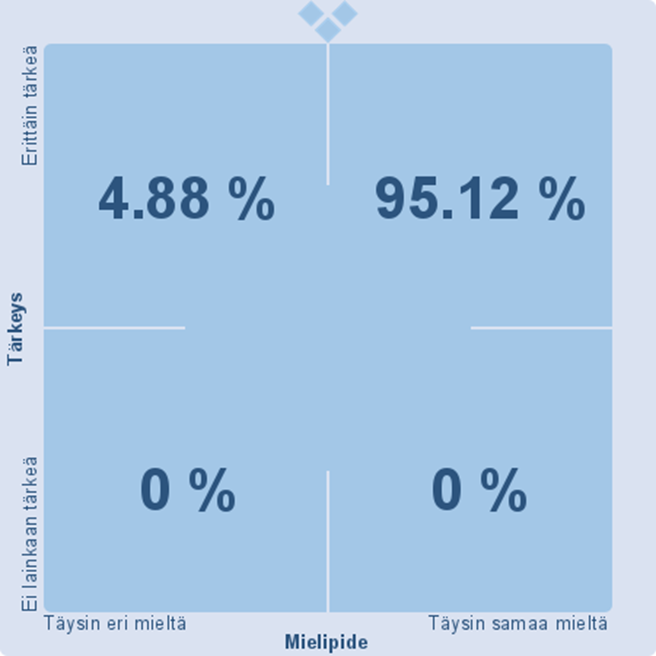 Erittäin tärkeä
4.88 %
95.12 %
Tärkeys
Ei lainkaan tärkeä
0 %
0 %
Täysin eri mieltä
Täysin samaa mieltä
Mielipide